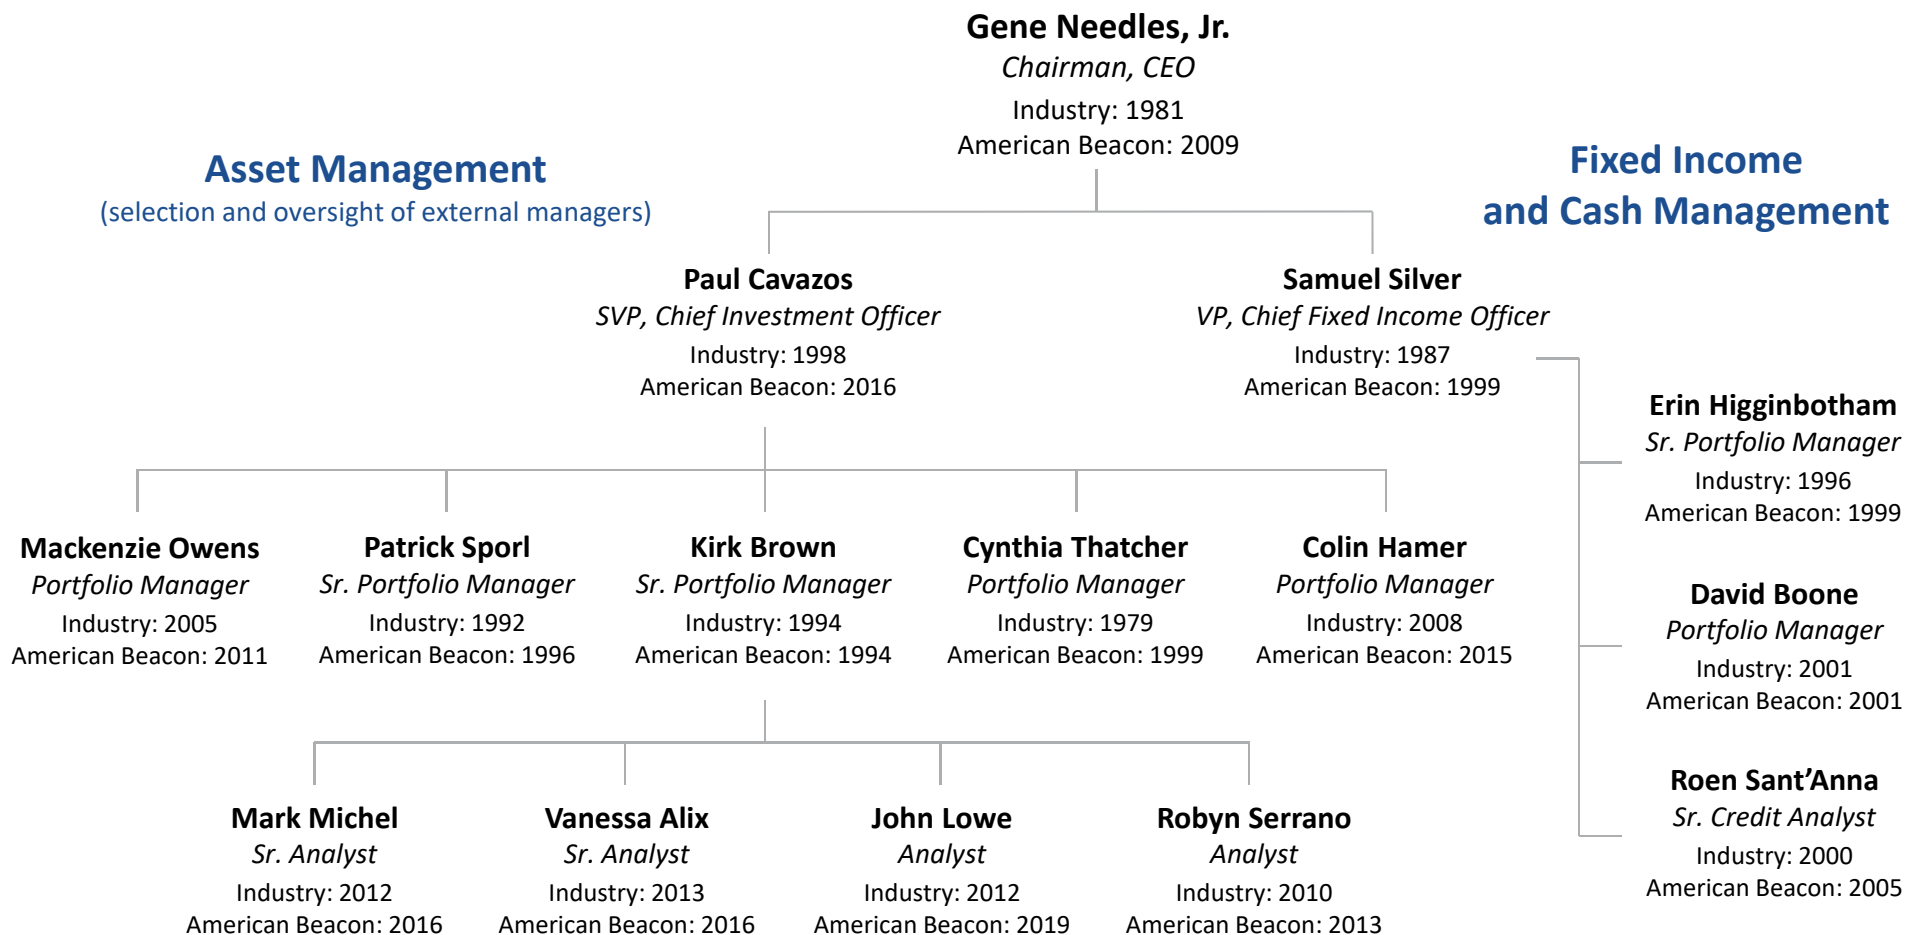 Gene Needles, Jr.
Chairman, CEO
Industry: 1981
American Beacon: 2009
Asset Management
(selection and oversight of external managers)
Fixed Income
and Cash Management
Paul Cavazos
SVP, Chief Investment Officer
Industry: 1998
American Beacon: 2016
Samuel Silver
VP, Chief Fixed Income Officer
Industry: 1987
American Beacon: 1999
Erin Higginbotham
Sr. Portfolio Manager
Industry: 1996
American Beacon: 1999
David Boone
Portfolio Manager
Industry: 2001
American Beacon: 2001
Roen Sant’Anna
Sr. Credit Analyst
Industry: 2000
American Beacon: 2005
Mackenzie Owens
Portfolio Manager
Industry: 2005
American Beacon: 2011
Patrick Sporl
Sr. Portfolio Manager
Industry: 1992
American Beacon: 1996
Kirk Brown
Sr. Portfolio Manager
Industry: 1994
American Beacon: 1994
Cynthia Thatcher
Portfolio Manager
Industry: 1979
American Beacon: 1999
Colin Hamer
Portfolio Manager
Industry: 2008
American Beacon: 2015
Mark Michel
Sr. Analyst
Industry: 2012
American Beacon: 2016
Vanessa Alix
Sr. Analyst
Industry: 2013
American Beacon: 2016
John Lowe
Analyst
Industry: 2012
American Beacon: 2019
Robyn Serrano
Analyst
Industry: 2010
American Beacon: 2013